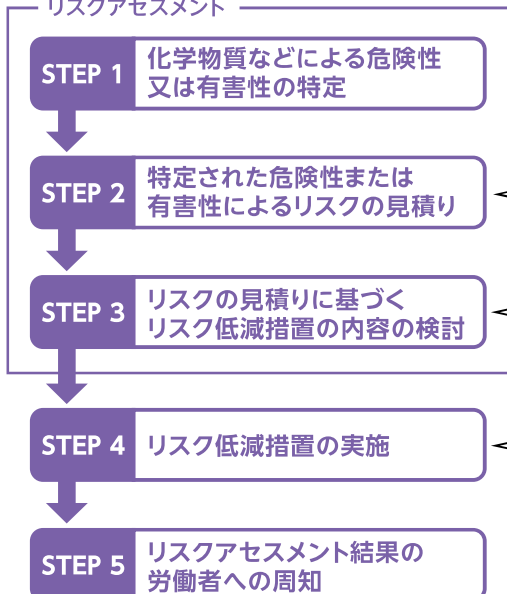 リスクアセスメント
STEP 1
化学物質などによる危険性
又は有害性の特定
STEP 2
特定された危険性または
有害性によるリスクの見積り
STEP 3
リスクの見積りに基づく
リスク低減措置の内容の検討
STEP 4
リスク低減措置の実施
STEP 5
リスクアセスメント結果の
労働者への周知